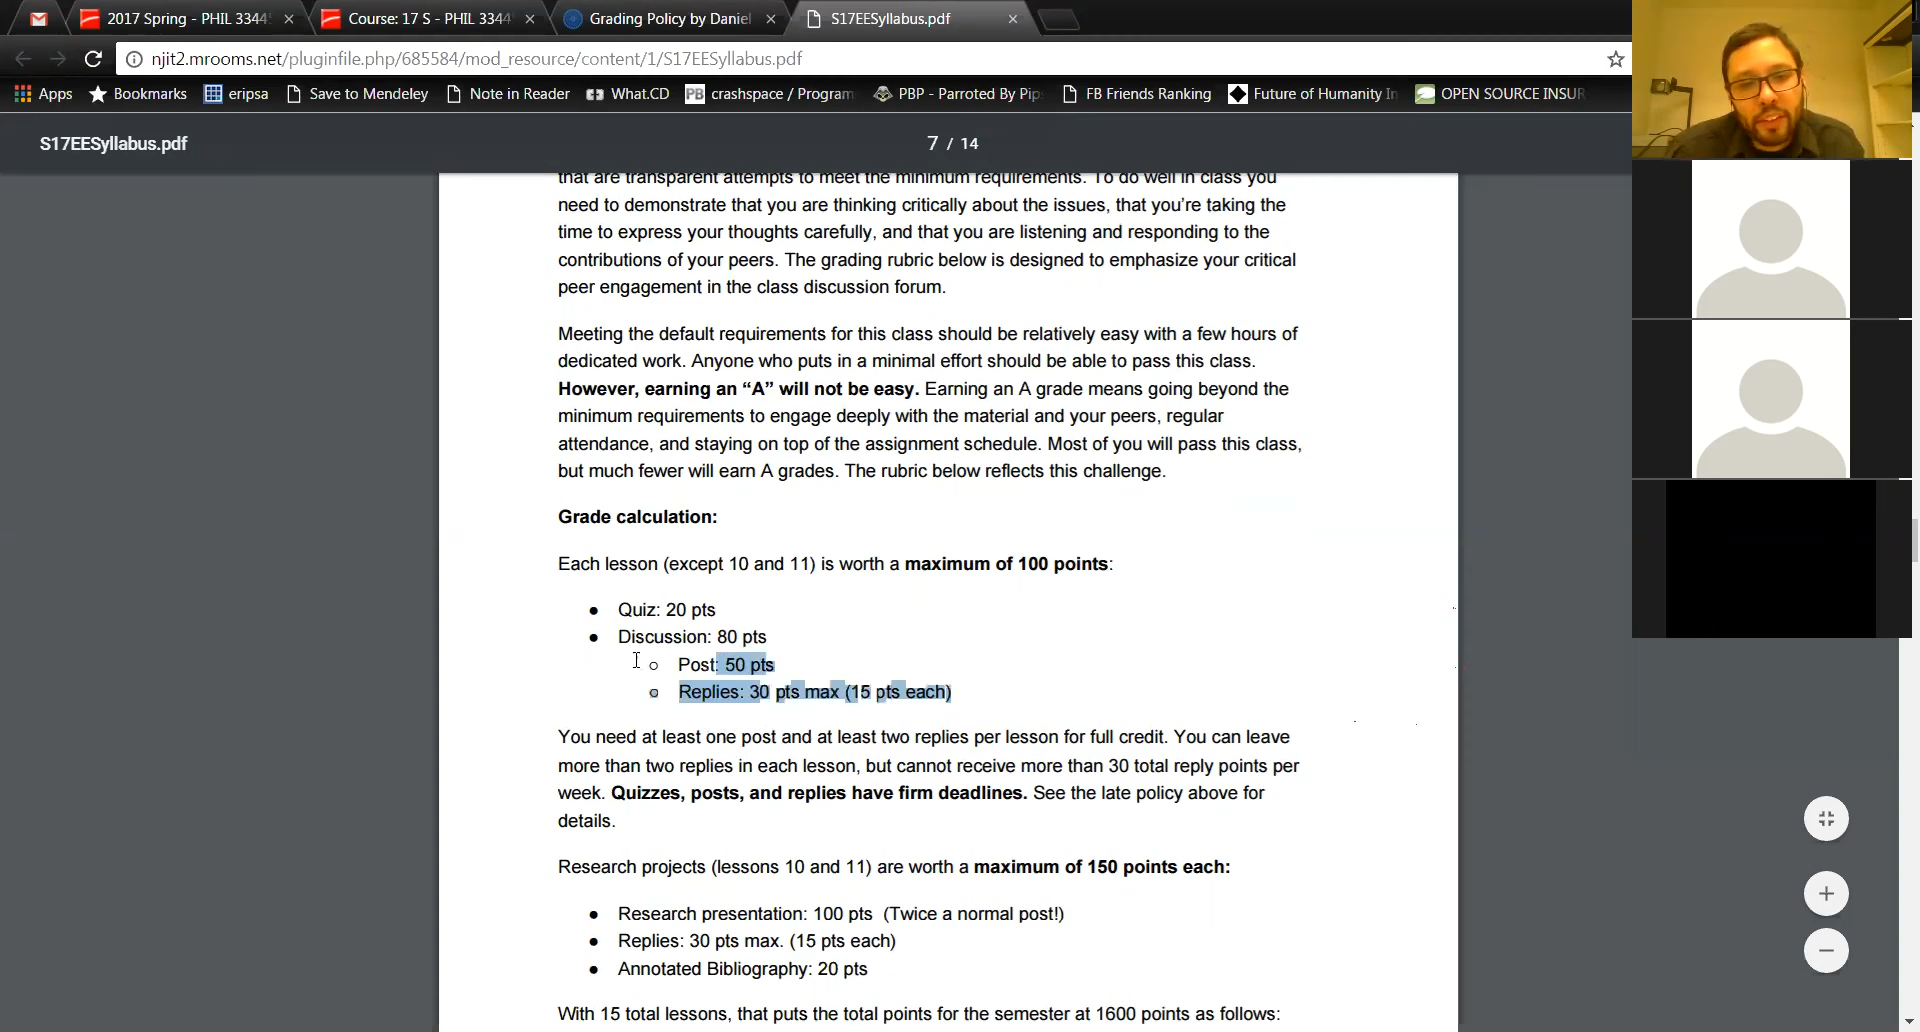 2017 Spring - PHIL 3344
Course: 17 S - PHIL 3344
Grading Policy by Daniel
S17EESyllabus.pdf
njit2.mrooms.net/pluginfile.php/685584/mod_resource/content/1/S17EESyllabus.pdf
Apps
Bookmarks
eripsa
Save to Mendeley
Note in Reader
What.CD
PB crashspace / Program
PBP - Parroted By Pip
FB Friends Ranking
Future of Humanity In
OPEN SOURCE INSUR
S17EESyllabus.pdf
7 / 14
that are transparent attempts to meet the minimum requirements. To do well in class you
need to demonstrate that you are thinking critically about the issues, that you're taking the
time to express your thoughts carefully, and that you are listening and responding to the
contributions of your peers. The grading rubric below is designed to emphasize your critical
peer engagement in the class discussion forum.
Meeting the default requirements for this class should be relatively easy with a few hours of
dedicated work. Anyone who puts in a minimal effort should be able to pass this class.
However, earning an “A” will not be easy. Earning an A grade means going beyond the
minimum requirements to engage deeply with the material and your peers, regular
attendance, and staying on top of the assignment schedule. Most of you will pass this class,
but much fewer will earn A grades. The rubric below reflects this challenge.
Grade calculation:
Each lesson (except 10 and 11) is worth a maximum of 100 points:
● Quiz: 20 pts
● Discussion: 80 pts
○ Post: 50 pts
○ Replies: 30 pts max (15 pts each)
You need at least one post and at least two replies per lesson for full credit. You can leave
more than two replies in each lesson, but cannot receive more than 30 total reply points per
week. Quizzes, posts, and replies have firm deadlines. See the late policy above for
details.
Research projects (lessons 10 and 11) are worth a maximum of 150 points each:
● Research presentation: 100 pts (Twice a normal post!)
● Replies: 30 pts max. (15 pts each)
● Annotated Bibliography: 20 pts
With 15 total lessons, that puts the total points for the semester at 1600 points as follows: